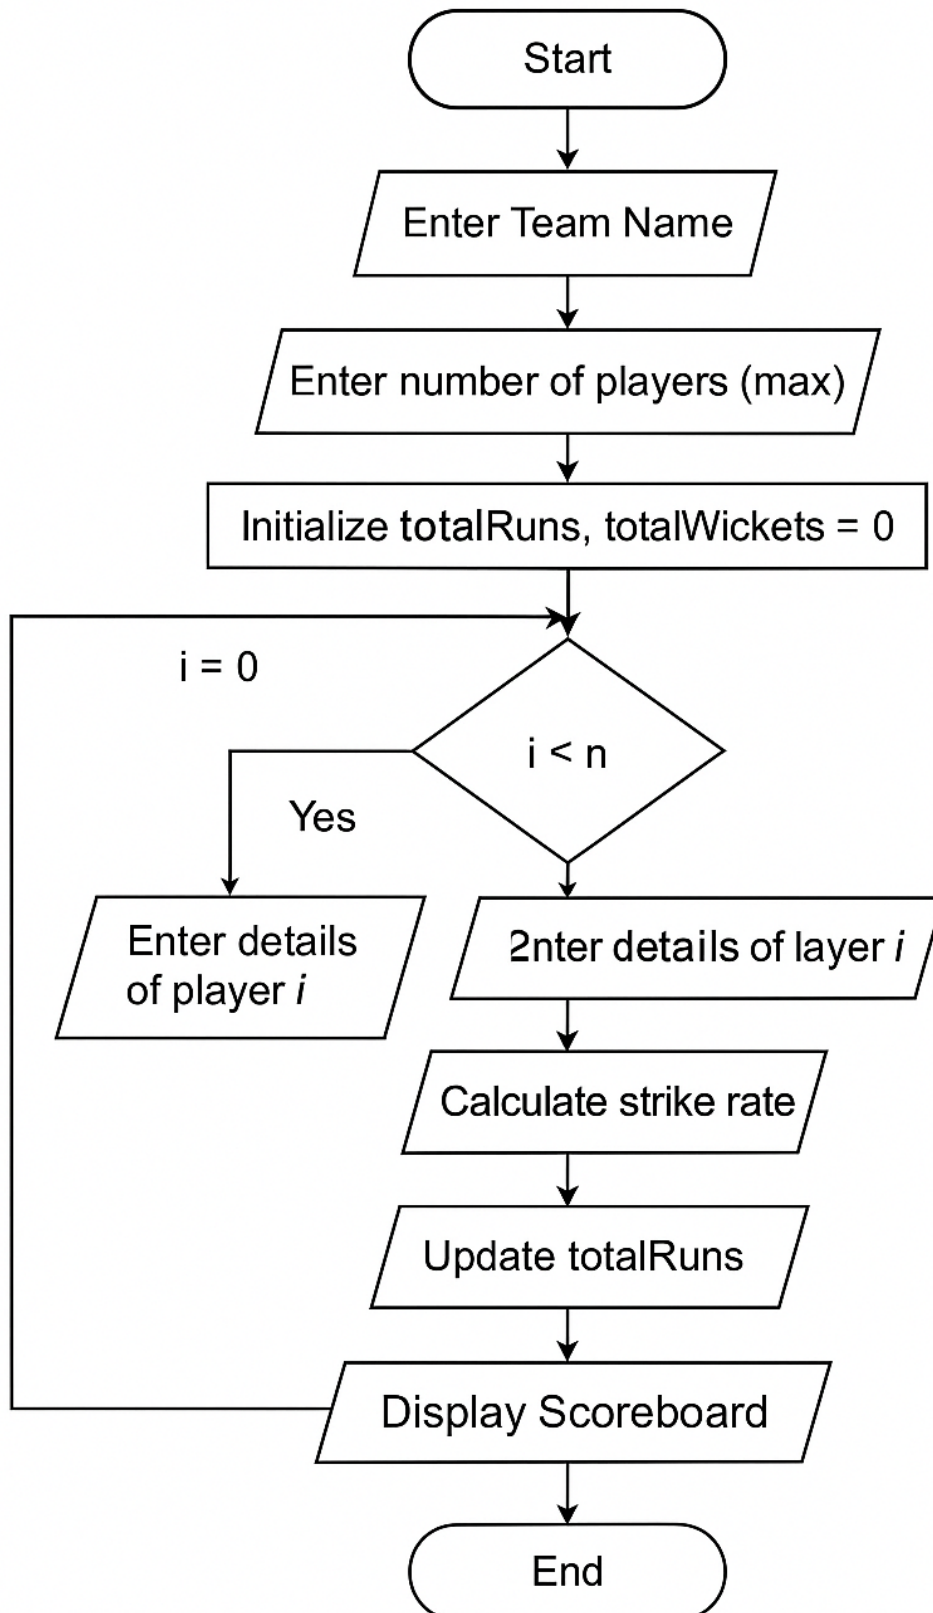 Start
Enter Team Name
Enter number of players (max)
Initialize totalRuns, totalWickets = 0
i = 0
i < n
Yes
Enter details
of player i
2nter details of layer i
Calculate strike rate
Update totalRuns
Display Scoreboard
End